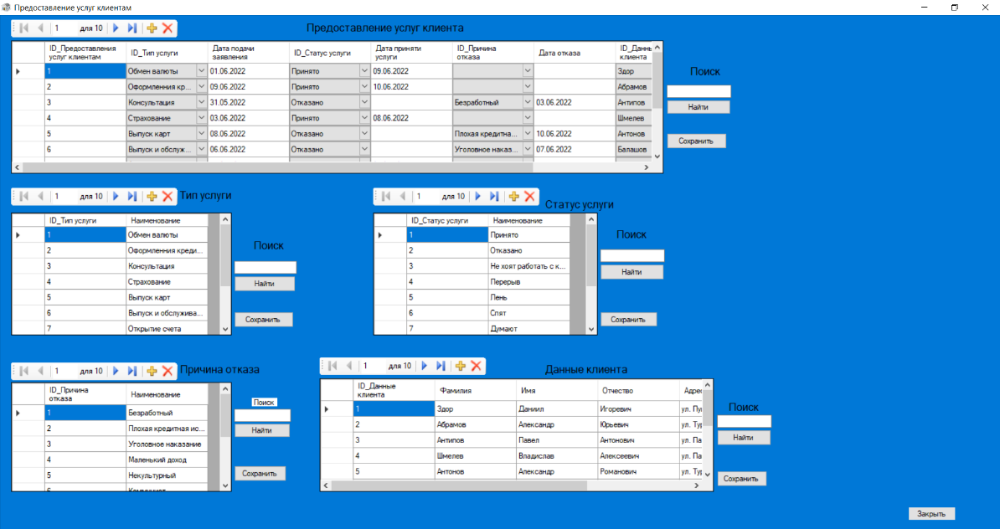 Предоставление услуг клиентам
1 для 10
Предоставление услуг клиента
ID_Предоставления услуг клиентам ID_Тип услуги Дата подачи заявления ID_Статус услуги Дата приняти услуги ID_Причина отказа Дата отказа ID_Данн клиента
1 Обмен валюты 01.06.2022 Принято 09.06.2022 Здор
2 Оформленния кр... 09.06.2022 Принято 10.06.2022 Абрамов
3 Консультация 31.05.2022 Отказано Безработный 03.06.2022 Антипов
4 Страхование 03.06.2022 Принято 08.06.2022 Шмелев
5 Выпуск карт 08.06.2022 Отказано Плохая кредитна... 10.06.2022 Антонов
6 Выпуск и обслуж... 06.06.2022 Отказано Уголовное наказ... 07.06.2022 Балашов
Поиск
Найти
Сохранить
1 для 10
Тип услуги
ID_Тип услуги Наименование
1 Обмен валюты
2 Оформленния креди...
3 Консультация
4 Страхование
5 Выпуск карт
6 Выпуск и обслужива...
7 Открытие счета
Поиск
Найти
Сохранить
1 для 10
Статус услуги
ID_Статус услуги Наименование
1 Принято
2 Отказано
3 Не хоят работать с к...
4 Перерыв
5 Лень
6 Спят
7 Думают
Поиск
Найти
Сохранить
1 для 10
Причина отказа
ID_Причина отказа Наименование
1 Безработный
2 Плохая кредитная ис...
3 Уголовное наказание
4 Маленький доход
5 Некультурный
6 Коммунист
Поиск
Найти
Сохранить
1 для 10
Данные клиента
ID_Данные клиента Фамилия Имя Отчество Адрес
1 Здор Даниил Игоревич ул. Пу
2 Абрамов Александр Юрьевич ул. Ту
3 Антипов Павел Антонович ул. Па
4 Шмелев Владислав Алексеевич ул. Па
5 Антонов Александр Романович ул. Ту
Поиск
Найти
Сохранить
Закрыть